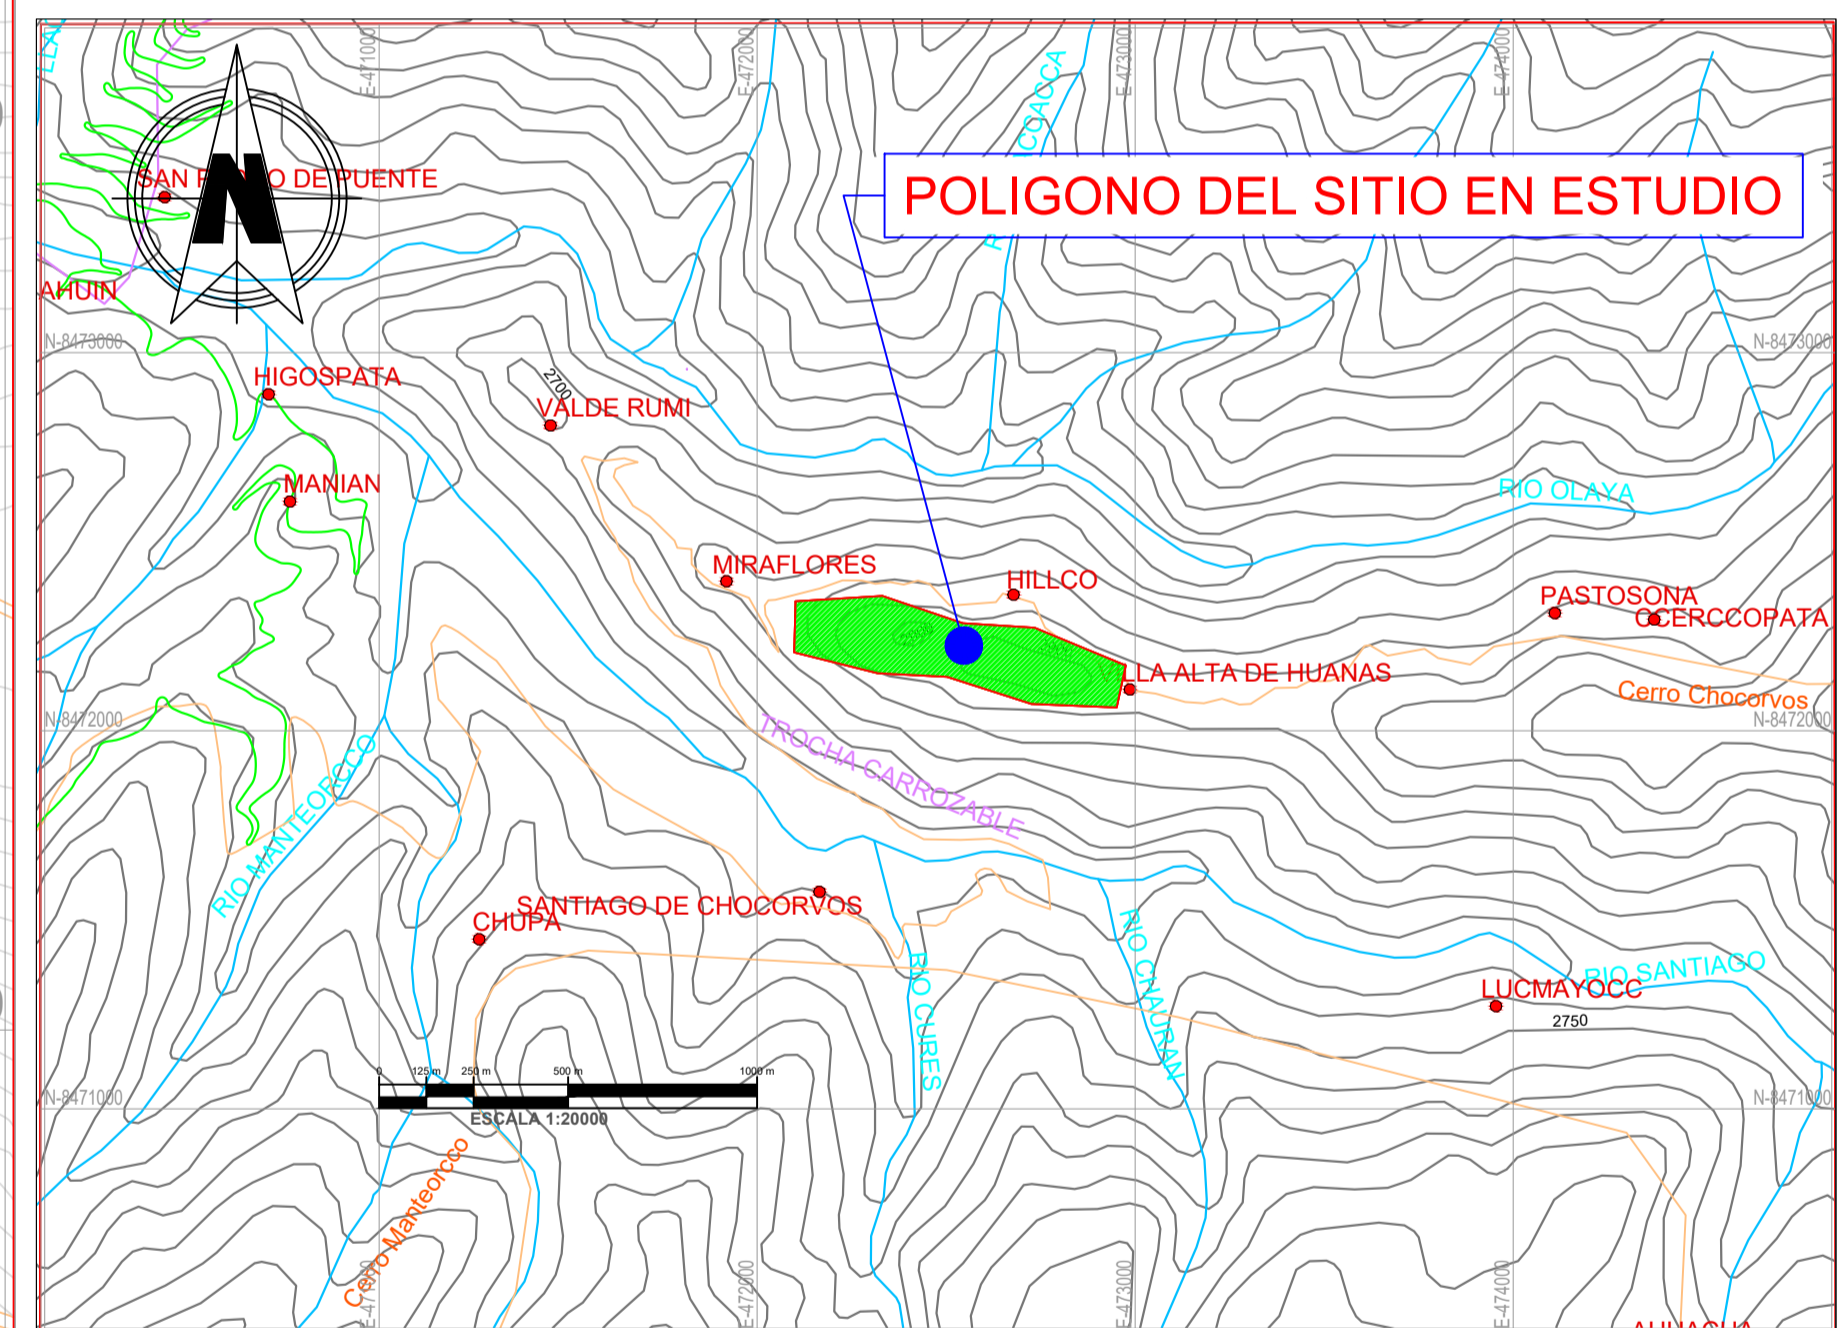 E-471000
E-472000
E-473000
E-474000
POLIGONO DEL SITIO EN ESTUDIO
N
N-8473000
N-8473000
HIGOSPATA
2700
VALDE RUMI
MANIAN
RIO OLAYA
MIRAFLORES
HILLCO
PASTOSONA
CCERCCOPATA
VILLA ALTA DE HUANAS
Cerro Chocorvos
N-8472000
N-8472000
TROCHA CARROZABLE
RIO MANTEORCCO
SANTIAGO DE CHOCORVOS
CHUPA
RIO CURES
RIO CHAURAN
RIO SANTIAGO
LUCMAYOCC
2750
0 125 m 250 m 500 m 1000 m
ESCALA 1:20000
N-8471000
N-8471000
Cerro Manteorcco
E-471000
E-472000
E-473000
E-474000